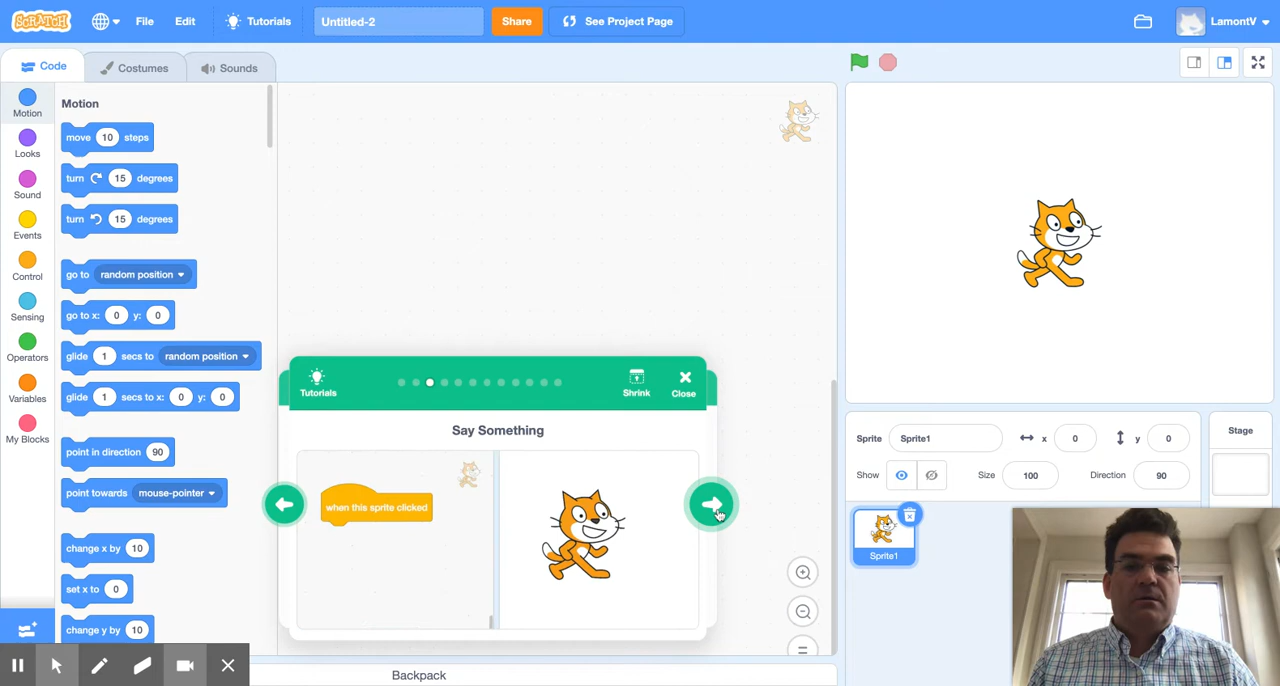 SCRATCH File Edit Tutorials Untitled-2 Share See Project Page LamontV
Code Costumes Sounds
Motion
Looks
Sound
Events
Control
Sensing
Operators
Variables
My Blocks
Motion
move 10 steps
turn 15 degrees
turn 15 degrees
go to random position
go to x: 0 y: 0
glide 1 secs to random position
glide 1 secs to x: 0 y: 0
point in direction 90
point towards mouse-pointer
change x by 10
set x to 0
change y by 10
Tutorials Shrink Close
Say Something
when this sprite clicked
Backpack
Sprite Sprite1 x 0 y 0
Show Size 100 Direction 90
Sprite1
Stage